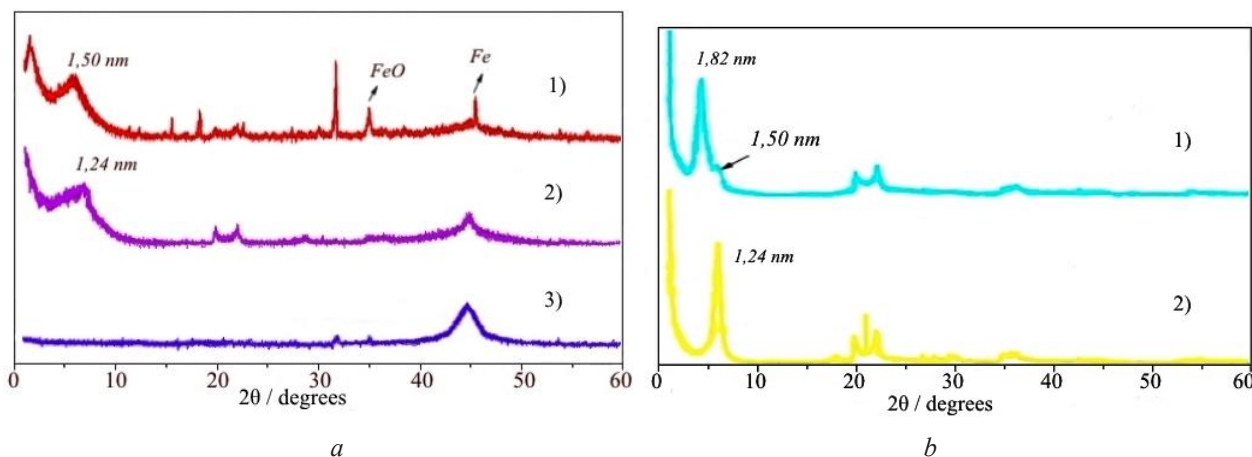 1,50 nm
FeO
Fe
1)
1,24 nm
2)
3)
0 10 20 30 40 50 60
2θ / degrees
a
1,82 nm
1,50 nm
1)
1,24 nm
2)
0 10 20 30 40 50 60
2θ / degrees
b